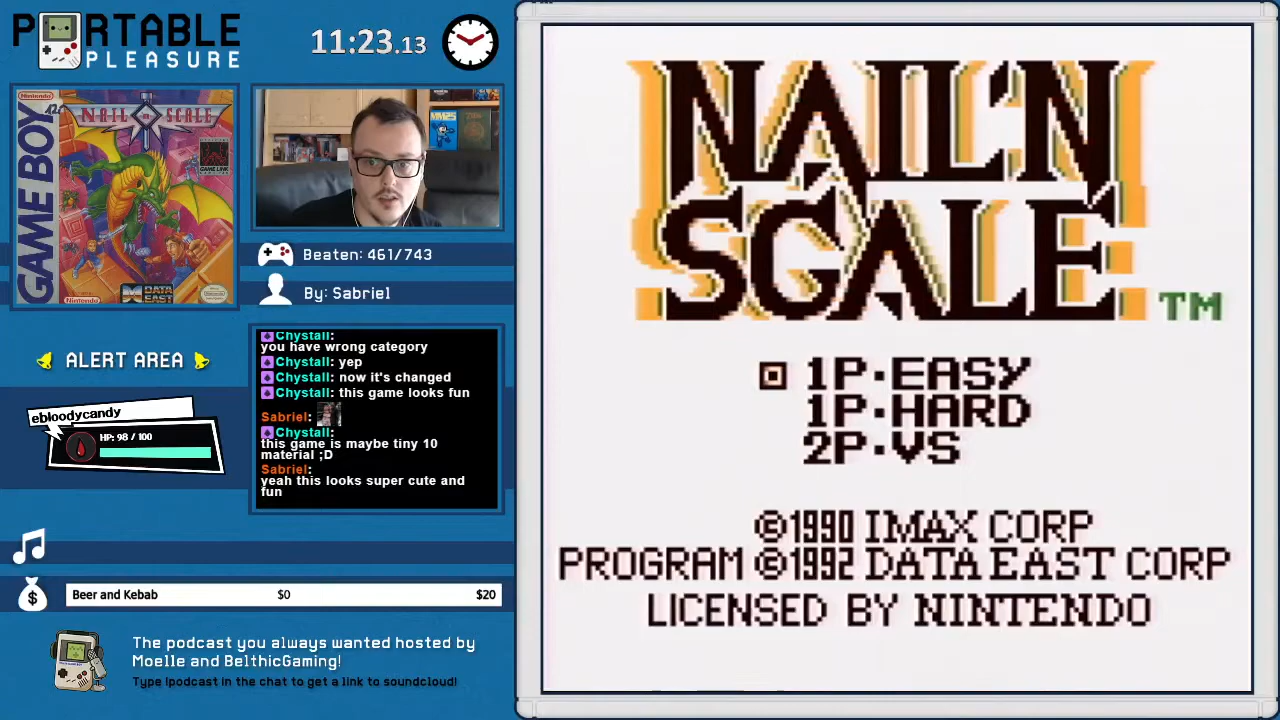 PORTABLE
PLEASURE
11:23.13
Nintendo
GAME BOY
NAIL 'N SCALE
GAME LINK
DATA
EAST
Nintendo
MM25
Beaten: 461/743
By: Sabriel
ALERT AREA
ebloodycandy
HP: 98 / 100
Chystall:
you have wrong category
Chystall: yep
Chystall: now it's changed
Chystall: this game looks fun
Sabriel:
Chystall:
this game is maybe tiny 10
material ;D
Sabriel:
yeah this looks super cute and
fun
$
Beer and Kebab $0 $20
The podcast you always wanted hosted by
Moelle and BelthicGaming!
Type !podcast in the chat to get a link to soundcloud!
NAIL'N
SCALE TM
1P·EASY
1P·HARD
2P·VS
©1990 IMAX CORP
PROGRAM ©1992 DATA EAST CORP
LICENSED BY NINTENDO